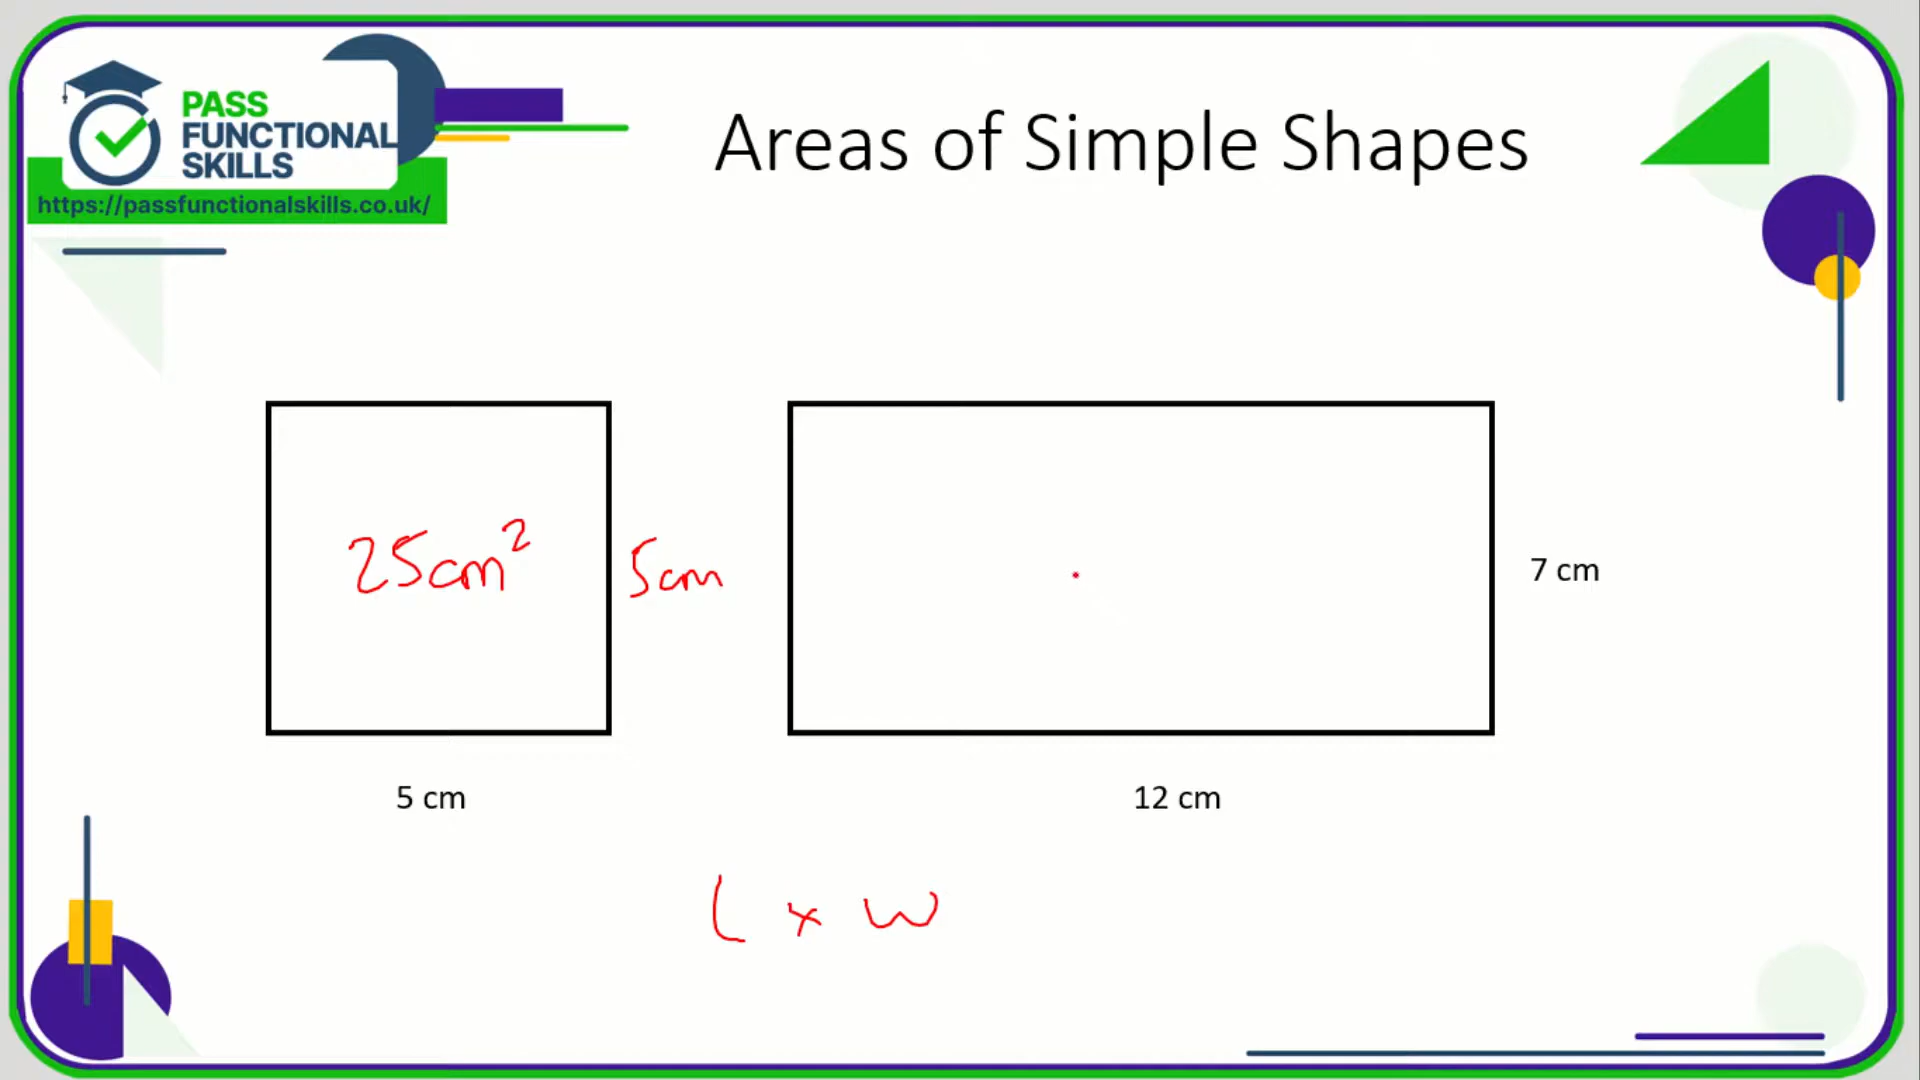 PASS
FUNCTIONAL
SKILLS
https://passfunctionalskills.co.uk/
Areas of Simple Shapes
25cm²
5cm
7 cm
5 cm
12 cm
L × W